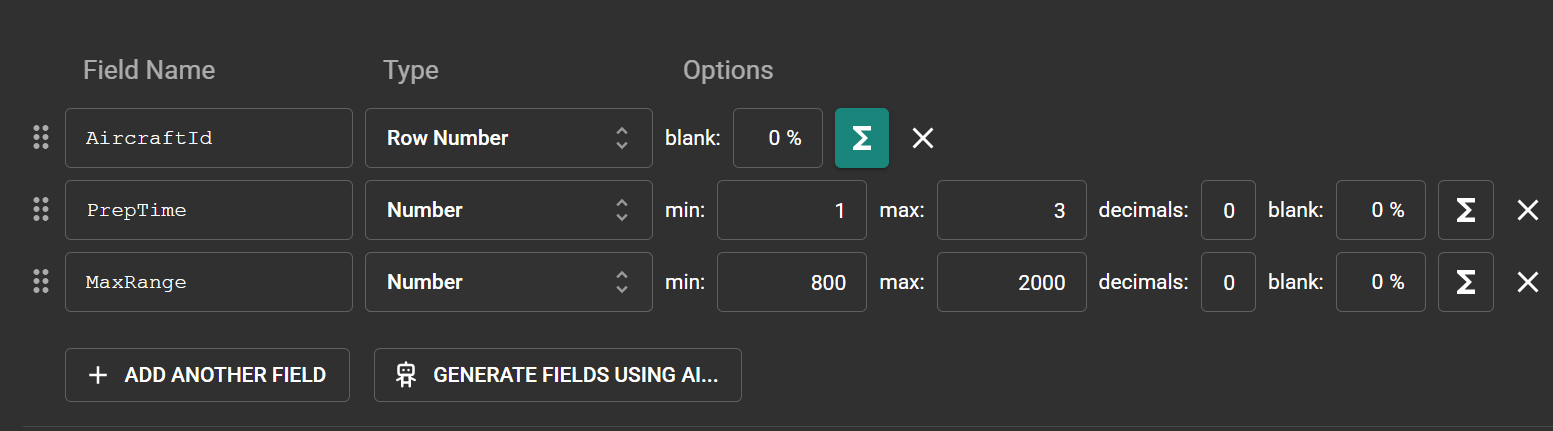 Field Name Type Options
AircraftId Row Number blank: 0 % Σ
PrepTime Number min: 1 max: 3 decimals: 0 blank: 0 % Σ
MaxRange Number min: 800 max: 2000 decimals: 0 blank: 0 % Σ
+ ADD ANOTHER FIELD GENERATE FIELDS USING AI...